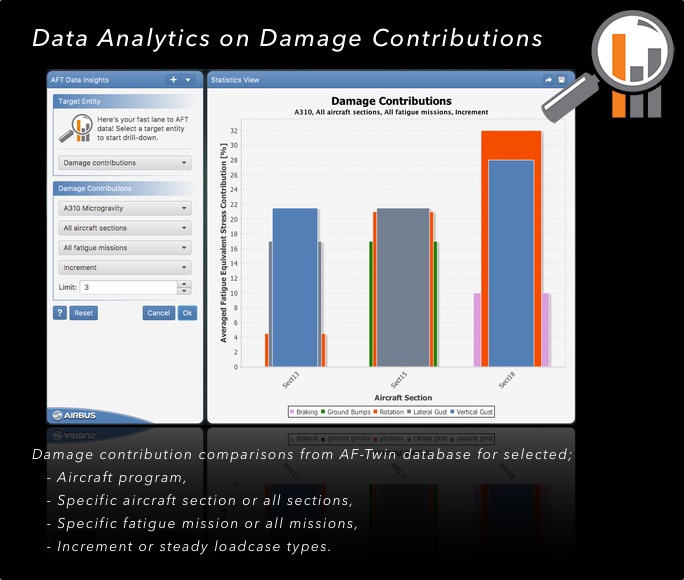 Data Analytics on Damage Contributions
AFT Data Insights
Target Entity
Here's your fast lane to AFT
data! Select a target entity
to start drill-down.
Damage contributions
Damage Contributions
A310 Microgravity
All aircraft sections
All fatigue missions
Increment
Limit: 3
? Reset Cancel Ok
AIRBUS
Statistics View
Damage Contributions
A310, All aircraft sections, All fatigue missions, Increment
Averaged Fatigue Equivalent Stress Contribution [%]
32
30
28
26
24
22
20
18
16
14
12
10
8
6
4
2
0
Sect13 Sect15 Sect18
Aircraft Section
Braking Ground Bumps Rotation Lateral Gust Vertical Gust
Damage contribution comparisons from AF-Twin database for selected;
- Aircraft program,
- Specific aircraft section or all sections,
- Specific fatigue mission or all missions,
- Increment or steady loadcase types.